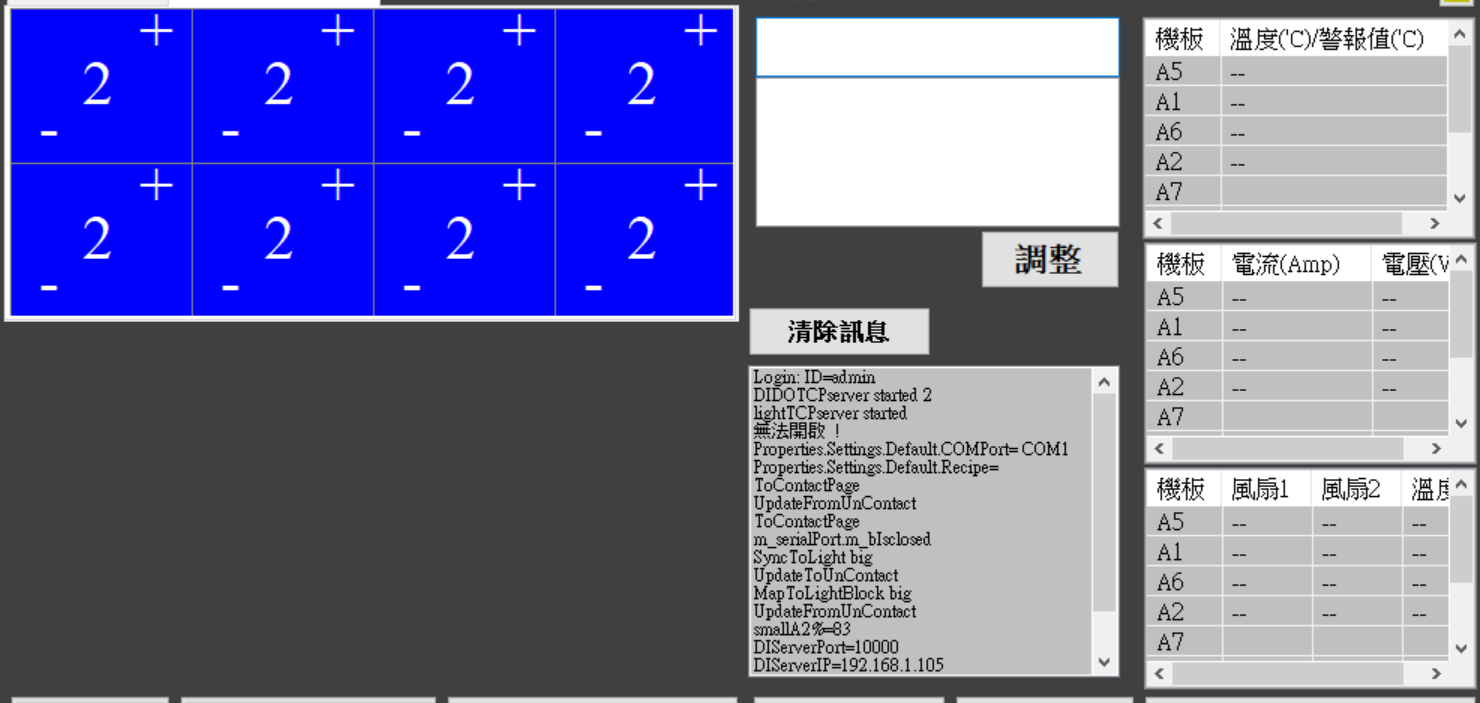 + + + +
2 2 2 2
- - - -
+ + + +
2 2 2 2
- - - -
調整
清除訊息
Login: ID=admin
DIDOTCPserver started 2
lightTCPserver started
無法開啟 !
Properties.Settings.Default.COMPort= COM1
Properties.Settings.Default.Recipe=
ToContactPage
UpdateFromUnContact
ToContactPage
m_serialPort.m_bIsclosed
SyncToLight big
UpdateToUnContact
MapToLightBlock big
UpdateFromUnContact
smallA2%=83
DIServerPort=10000
DIServerIP=192.168.1.105
機板 溫度('C)/警報值('C)
A5 --
A1 --
A6 --
A2 --
A7
機板 電流(Amp) 電壓(V
A5 -- --
A1 -- --
A6 -- --
A2 -- --
A7
機板 風扇1 風扇2 溫度
A5 -- -- --
A1 -- -- --
A6 -- -- --
A2 -- -- --
A7